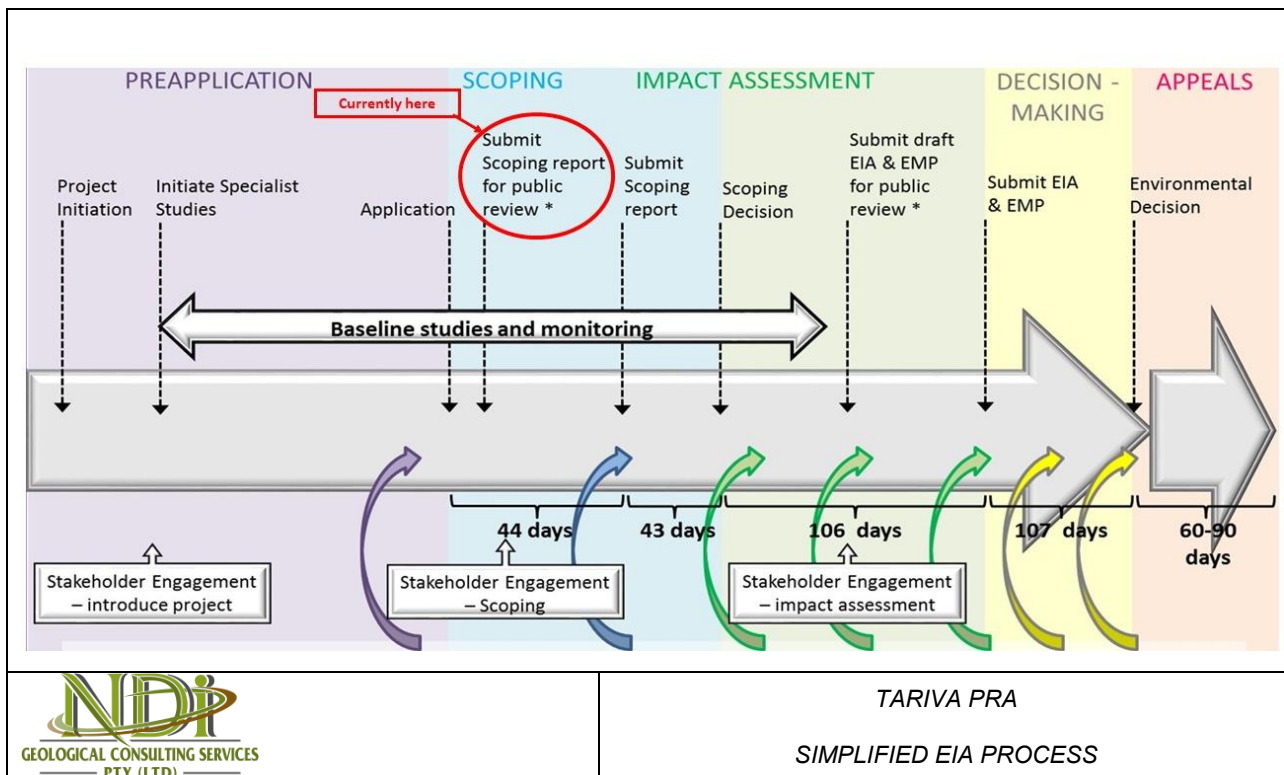 PREAPPLICATION
SCOPING
IMPACT ASSESSMENT
DECISION -
MAKING
APPEALS
Currently here
Project
Initiation
Initiate Specialist
Studies
Application
Submit
Scoping report
for public
review *
Submit
Scoping
report
Scoping
Decision
Submit draft
EIA & EMP
for public
review *
Submit EIA
& EMP
Environmental
Decision
Baseline studies and monitoring
44 days
43 days
106 days
107 days
60-90
days
Stakeholder Engagement
– introduce project
Stakeholder Engagement
– Scoping
Stakeholder Engagement
– impact assessment
NDi
GEOLOGICAL CONSULTING SERVICES
PTY (LTD)
TARIVA PRA
SIMPLIFIED EIA PROCESS